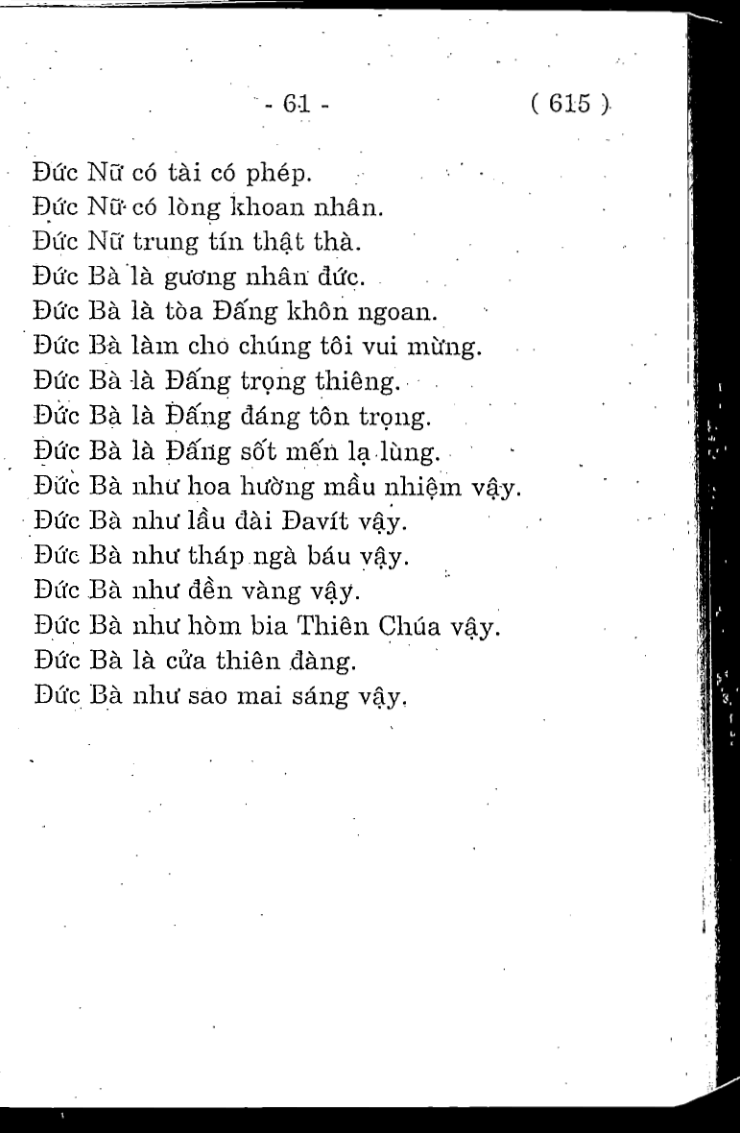 - 61 - ( 615 )
Đức Nữ có tài có phép.
Đức Nữ có lòng khoan nhân.
Đức Nữ trung tín thật thà.
Đức Bà là gương nhân đức.
Đức Bà là tòa Đấng khôn ngoan.
Đức Bà làm cho chúng tôi vui mừng.
Đức Bà là Đấng trọng thiêng.
Đức Bà là Đấng đáng tôn trọng.
Đức Bà là Đấng sốt mến lạ lùng.
Đức Bà như hoa hường mầu nhiệm vậy.
Đức Bà như lầu đài Đavít vậy.
Đức Bà như tháp ngà báu vậy.
Đức Bà như đền vàng vậy.
Đức Bà như hòm bia Thiên Chúa vậy.
Đức Bà là cửa thiên đàng.
Đức Bà như sao mai sáng vậy.